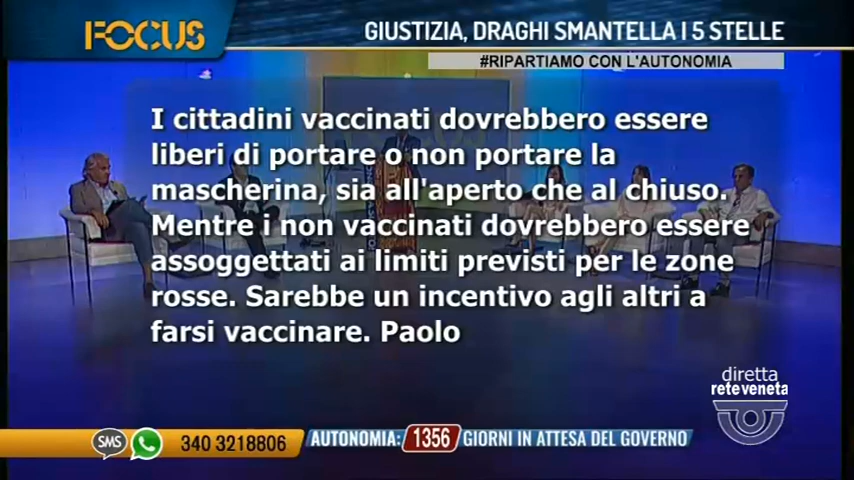 FOCUS
GIUSTIZIA, DRAGHI SMANTELLA I 5 STELLE
#RIPARTIAMO CON L'AUTONOMIA
I cittadini vaccinati dovrebbero essere
liberi di portare o non portare la
mascherina, sia all'aperto che al chiuso.
Mentre i non vaccinati dovrebbero essere
assoggettati ai limiti previsti per le zone
rosse. Sarebbe un incentivo agli altri a
farsi vaccinare. Paolo
diretta
reteveneta
SMS 340 3218806 AUTONOMIA: 1356 GIORNI IN ATTESA DEL GOVERNO